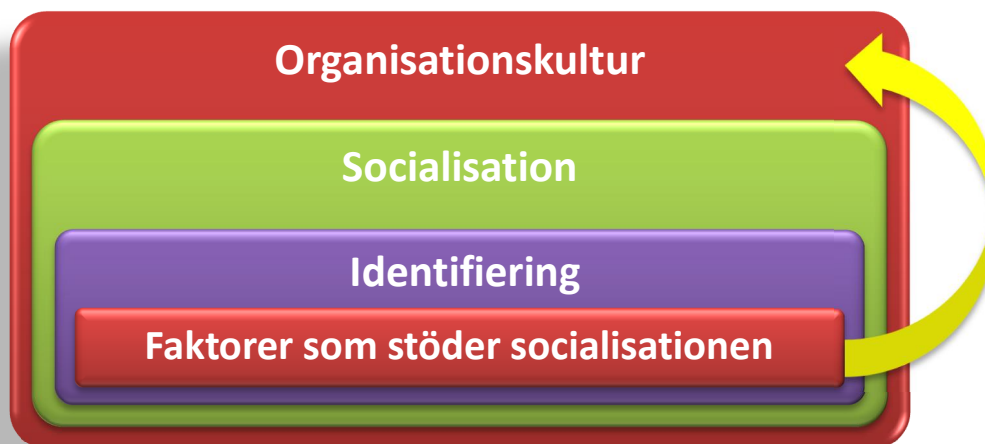 Organisationskultur
Socialisation
Identifiering
Faktorer som stöder socialisationen